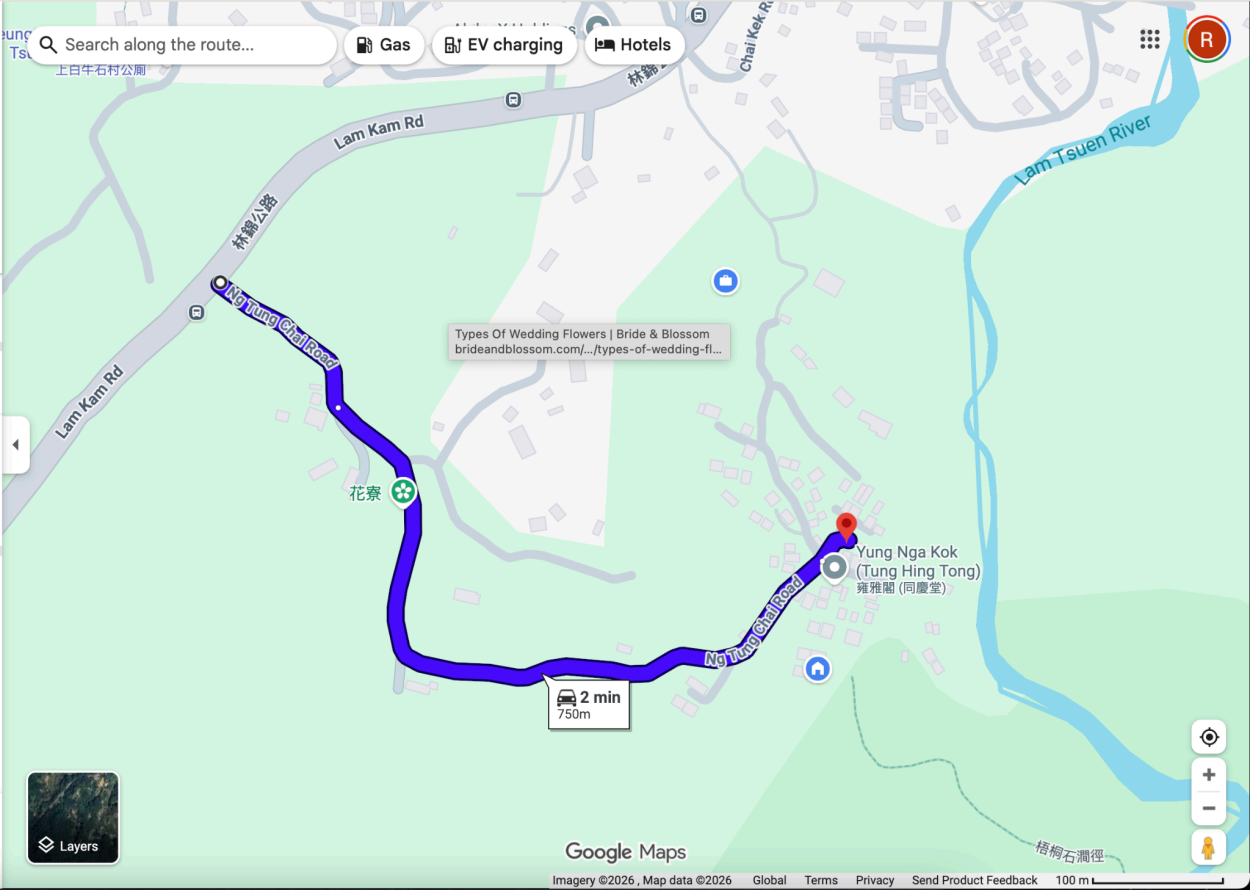 Search along the route...
Gas
EV charging
Hotels
R
上白牛石村公廁
林錦公路
Chai Kek Rd
Lam Kam Rd
Lam Tsuen River
林錦公路
Ng Tung Chai Road
Types Of Wedding Flowers | Bride & Blossom
brideandblossom.com/.../types-of-wedding-fl...
Lam Kam Rd
花寮
Yung Nga Kok
(Tung Hing Tong)
雍雅閣 (同慶堂)
Ng Tung Chai Road
2 min
750m
Layers
梧桐石澗徑
Google Maps
Imagery ©2026 , Map data ©2026 Global Terms Privacy Send Product Feedback 100 m